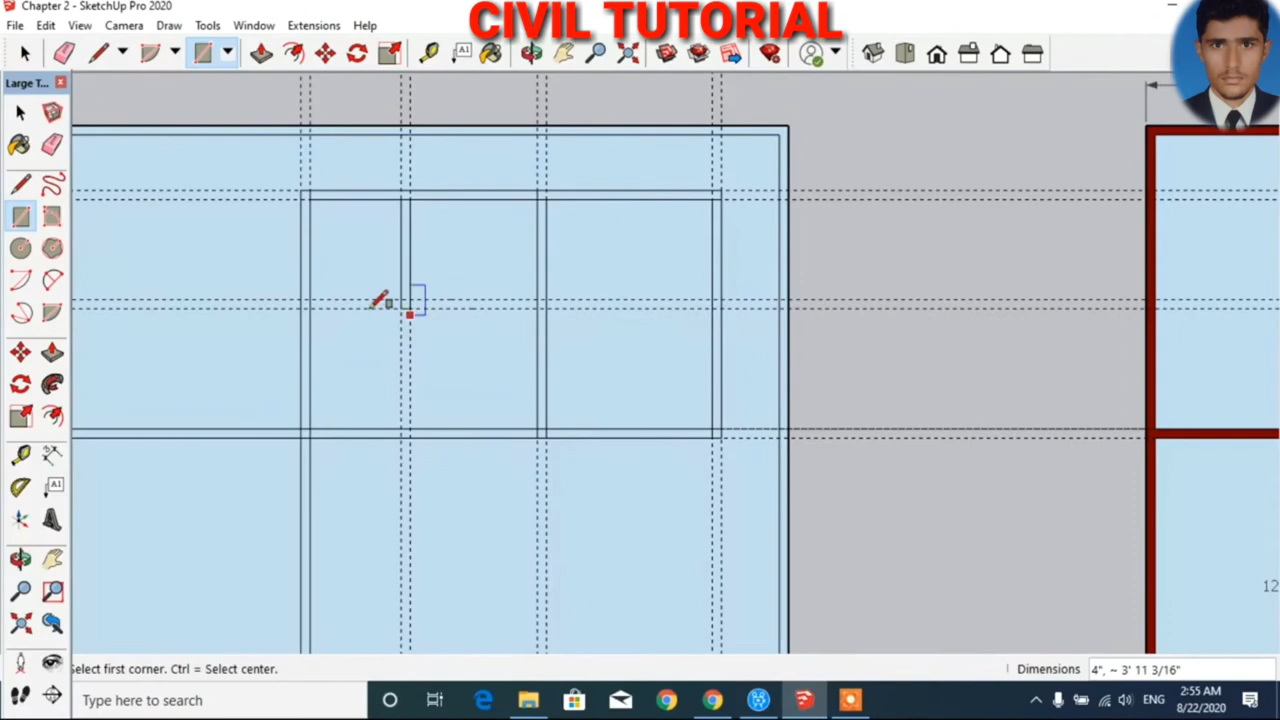 Chapter 2 - SketchUp Pro 2020
CIVIL TUTORIAL
File Edit View Camera Draw Tools Window Extensions Help
A1
Large T...
A1
12
Select first corner. Ctrl = Select center.
Dimensions 4", ~ 3' 11 3/16"
Type here to search
ENG
2:55 AM
8/22/2020